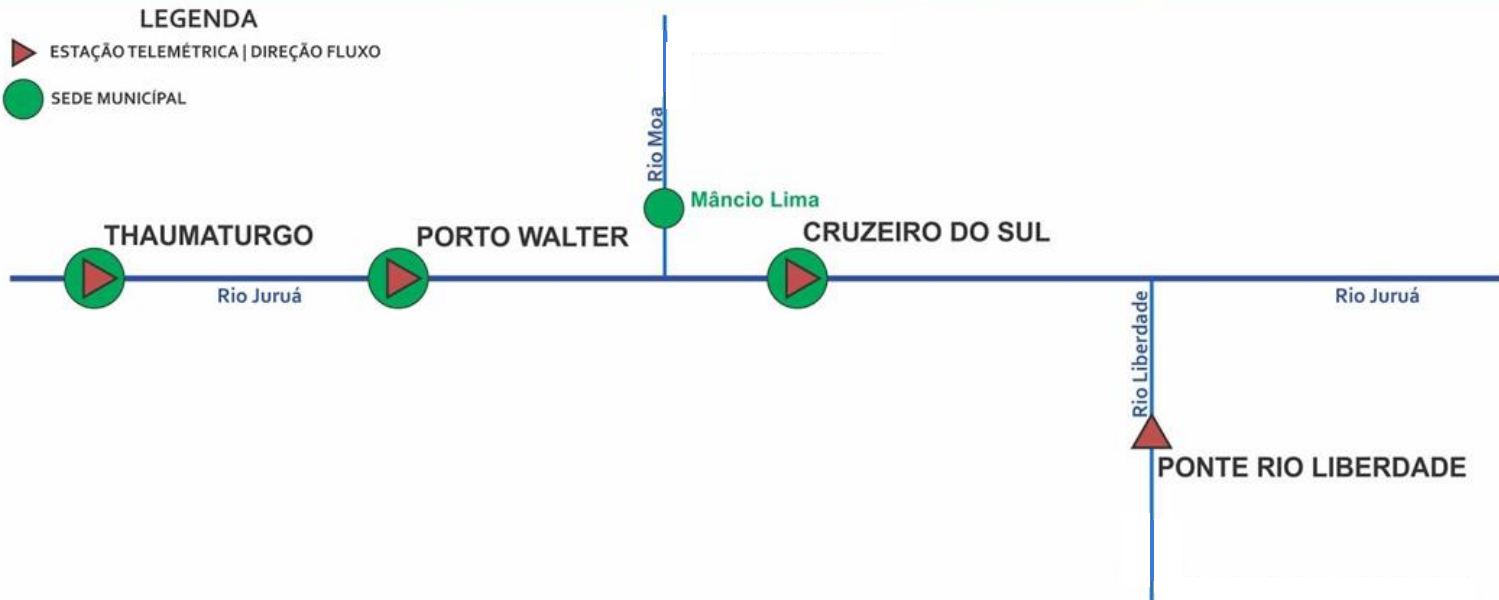 LEGENDA
ESTAÇÃO TELEMÉTRICA | DIREÇÃO FLUXO
SEDE MUNICÍPAL
Rio Moa
Mâncio Lima
THAUMATURGO
PORTO WALTER
CRUZEIRO DO SUL
Rio Juruá
Rio Juruá
Rio Liberdade
PONTE RIO LIBERDADE